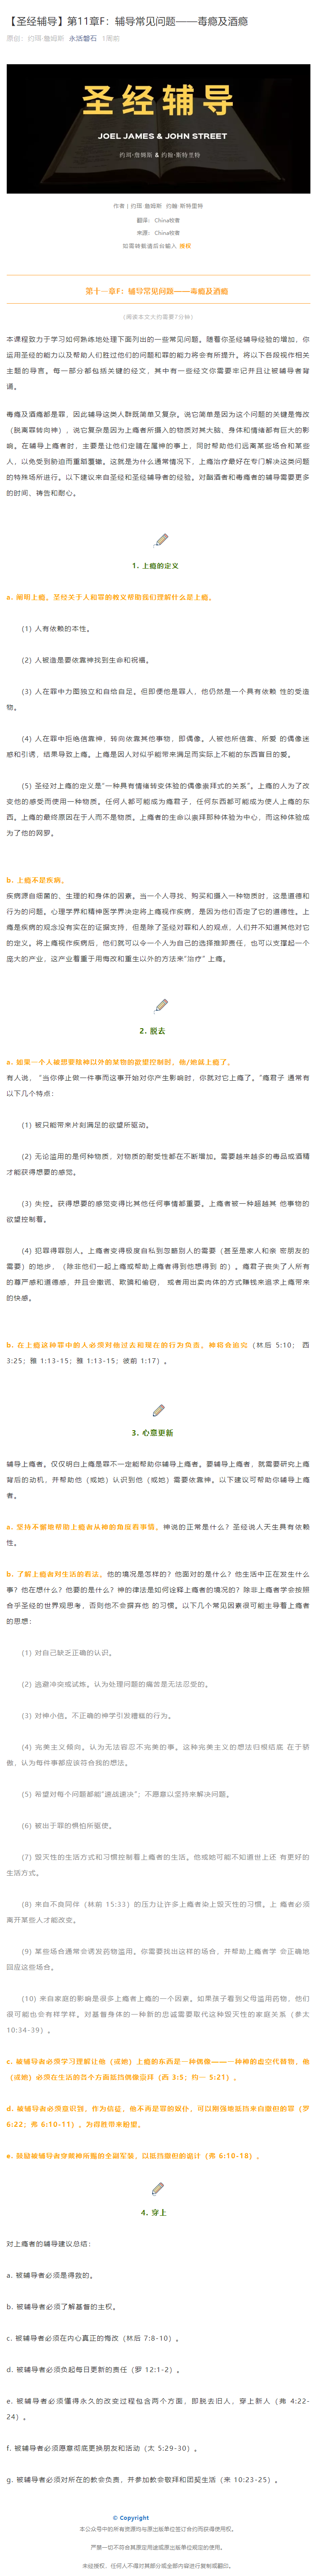 【圣经辅导】第11章F：辅导常见问题——毒瘾及酒瘾
原创：约珥·詹姆斯 永活磐石 1周前
圣经辅导
JOEL JAMES & JOHN STREET
约珥·詹姆斯 & 约翰·斯特里特
作者 | 约珥·詹姆斯 约翰·斯特里特
翻译： China牧者
来源： China牧者
如需转载请后台输入 授权
第十一章F：辅导常见问题——毒瘾及酒瘾
（阅读本文大约需要7分钟）
本课程致力于学习如何熟练地处理下面列出的一些常见问题。随着你圣经辅导经验的增加，你
运用圣经的能力以及帮助人们胜过他们的问题和罪的能力将会有所提升。将以下各段视作相关
主题的导言。每一部分都包括关键的经文，其中有一些经文你需要牢记并且让被辅导者背
诵。
毒瘾及酒瘾都是罪，因此辅导这类人群既简单又复杂。说它简单是因为这个问题的关键是悔改
（脱离罪转向神），说它复杂是因为上瘾者所摄入的物质对其大脑、身体和情绪都有巨大的影
响。在辅导上瘾者时，主要是让他们定睛在属神的事上，同时帮助他们远离某些场合和某些
人，以免受到胁迫而重蹈覆辙。这就是为什么通常情况下，上瘾治疗最好在专门解决这类问题
的特殊场所进行。以下建议来自圣经和圣经辅导者的经验。对酗酒者和毒瘾者的辅导需要更多
的时间、祷告和耐心。
1. 上瘾的定义
a. 阐明上瘾。圣经关于人和罪的教义帮助我们理解什么是上瘾。
(1) 人有依赖的本性。
(2) 人被造是要依靠神找到生命和祝福。
(3) 人在罪中力图独立和自给自足。但即便他是罪人，他仍然是一个具有依赖 性的受造
物。
(4) 人在罪中拒绝信靠神，转向依靠其他事物，即偶像。人被他所信靠、所爱 的偶像迷
惑和引诱，结果导致上瘾。上瘾是因人对似乎能带来满足而实际上不能的东西盲目的爱。
(5) 圣经对上瘾的定义是“一种具有情绪转变体验的偶像崇拜式的关系”。上瘾的人为了改
变他的感受而使用一种物质。任何人都可能成为瘾君子，任何东西都可能成为使人上瘾的东
西。上瘾的最终原因在于人而不是物质。上瘾者的生命以崇拜那种体验为中心，而这种体验成
为了他的网罗。
b. 上瘾不是疾病。
疾病源自细菌的、生理的和身体的因素。当一个人寻找、购买和摄入一种物质时，这是道德和
行为的问题。心理学界和精神医学界决定将上瘾视作疾病，是因为他们否定了它的道德性。上
瘾是疾病的观念没有实在的证据支持，但是除了圣经对罪和人的观点，人们并不知道其他对它
的定义。将上瘾视作疾病后，他们就可以令一个人为自己的选择推卸责任，也可以支撑起一个
庞大的产业，这产业着重于用悔改和重生以外的方法来“治疗” 上瘾。
2. 脱去
a. 如果一个人被想要除神以外的某物的欲望控制时，他/她就上瘾了。
有人说，“当你停止做一件事而这事开始对你产生影响时，你就对它上瘾了。”瘾君子 通常有
以下几个特点：
(1) 被只能带来片刻满足的欲望所驱动。
(2) 无论滥用的是何种物质，对物质的耐受性都在不断增加。需要越来越多的毒品或酒精
才能获得想要的感觉。
(3) 失控。获得想要的感觉变得比其他任何事情都重要。上瘾者被一种超越其 他事物的
欲望控制着。
(4) 犯罪得罪别人。上瘾者变得极度自私到忽略别人的需要（甚至是家人和亲 密朋友的
需要）的地步，（除非他们一起上瘾或帮助上瘾者得到他想得到 的）。瘾君子丧失了人所有
的尊严感和道德感，并且会撒谎、欺骗和偷窃， 或者用出卖肉体的方式赚钱来追求上瘾带来
的快感。
b. 在上瘾这种罪中的人必须对他过去和现在的行为负责。神将会追究（林后 5:10； 西
3:25；雅 1:13-15；雅 1:13-15；彼前 1:17）。
3. 心意更新
辅导上瘾者。仅仅明白上瘾是罪不一定能帮助你辅导上瘾者。要辅导上瘾者，就需要研究上瘾
背后的动机，并帮助他（或她）认识到他（或她）需要依靠神。以下建议可帮助你辅导上瘾
者。
a. 坚持不懈地帮助上瘾者从神的角度看事情。神说的正常是什么？圣经说人天生具有依赖
性。
b. 了解上瘾者对生活的看法。他的境况是怎样的？他面对的是什么？他生活中正在发生什么
事？他在想什么？他要的是什么？神的律法是如何诠释上瘾者的境况的？除非上瘾者学会按照
合乎圣经的世界观思考，否则他不会摒弃他 的习惯。以下几个常见因素很可能主导着上瘾者
的思想：
(1) 对自己缺乏正确的认识。
(2) 逃避冲突或试炼。认为处理问题的痛苦是无法忍受的。
(3) 对神小信。不正确的神学引发糟糕的行为。
(4) 完美主义倾向。认为无法容忍不完美的事。这种完美主义的想法归根结底 在于骄
傲，认为每件事都应该符合我的想法。
(5) 希望对每个问题都能“速战速决”；不愿意以坚持来解决问题。
(6) 被出于罪的惧怕所驱使。
(7) 毁灭性的生活方式和习惯控制着上瘾者的生活。他或她可能不知道世上还 有更好的
生活方式。
(8) 来自不良同伴（林前 15:33）的压力让许多上瘾者染上毁灭性的习惯。上 瘾者必须
离开某些人才能改变。
(9) 某些场合通常会诱发药物滥用。你需要找出这样的场合，并帮助上瘾者学 会正确地
回应这些场合。
(10) 来自家庭的影响是很多上瘾者上瘾的一个因素。如果孩子看到父母滥用药物，他们
很可能也会有样学样。对基督身体的一种新的忠诚需要取代这种毁灭性的家庭关系（参太
10:34-39）。
c. 被辅导者必须学习理解让他（或她）上瘾的东西是一种偶像——一种神的虚空代替物，他
（或她）必须在生活的各个方面抵挡偶像崇拜（西 3:5；约一 5:21）。
d. 被辅导者必须意识到，作为信徒，他不再是罪的奴仆，可以刚强地抵挡来自撒但的罪（罗
6:22；弗 6:10-11）。为得胜带来盼望。
e. 鼓励被辅导者穿戴神所赐的全副军装，以抵挡撒但的诡计（弗 6:10-18）。
4. 穿上
对上瘾者的辅导建议总结：
a. 被辅导者必须是得救的。
b. 被辅导者必须了解基督的主权。
c. 被辅导者必须在内心真正的悔改（林后 7:8-10）。
d. 被辅导者必须负起每日更新的责任（罗 12:1-2）。
e. 被辅导者必须懂得永久的改变过程包含两个方面，即脱去旧人，穿上新人（弗 4:22-
24）。
f. 被辅导者必须愿意彻底更换朋友和活动（太 5:29-30）。
g. 被辅导者必须对所在的教会负责，并参加教会敬拜和团契生活（来 10:23-25）。
© Copyright
本公众号中的所有资源均与原出版单位签订合约而获得使用权。
严禁一切不符合其原定用途或原出版单位规定的使用。
未经授权，任何人不得对其部分或全部内容进行复制或翻印。